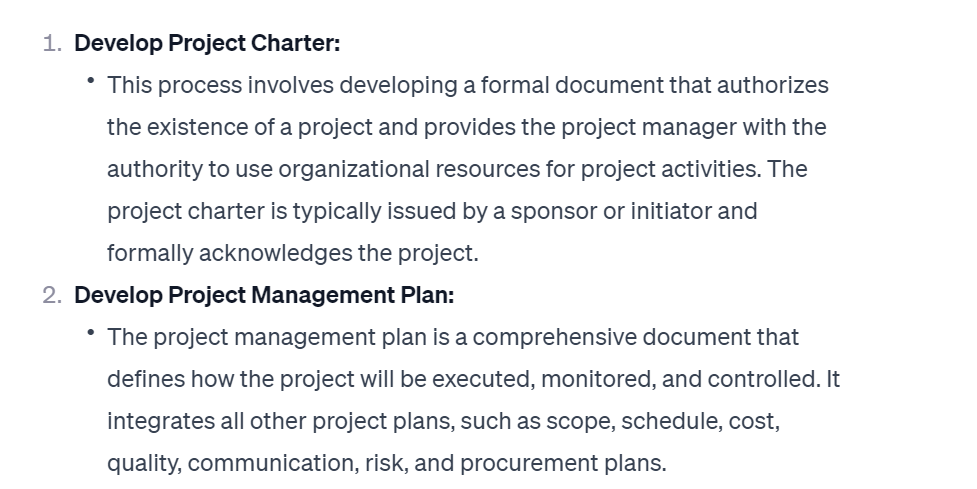 1. Develop Project Charter:
• This process involves developing a formal document that authorizes
the existence of a project and provides the project manager with the
authority to use organizational resources for project activities. The
project charter is typically issued by a sponsor or initiator and
formally acknowledges the project.
2. Develop Project Management Plan:
• The project management plan is a comprehensive document that
defines how the project will be executed, monitored, and controlled. It
integrates all other project plans, such as scope, schedule, cost,
quality, communication, risk, and procurement plans.